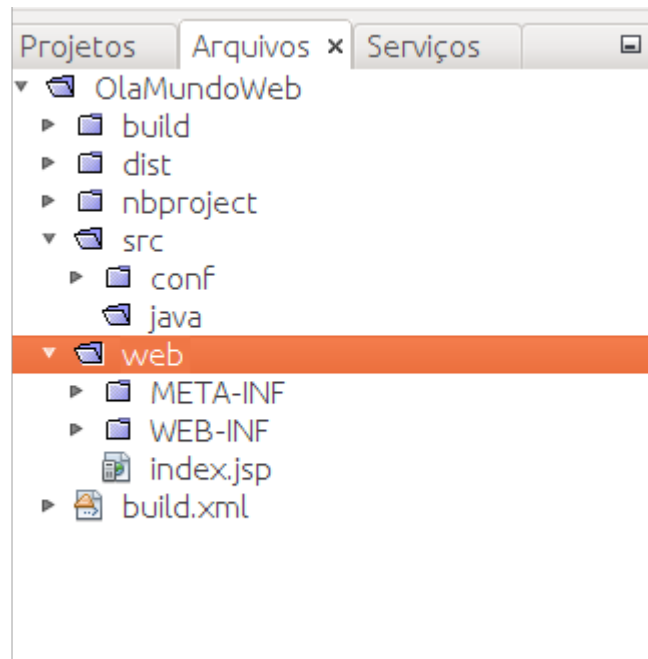 Projetos Arquivos × Serviços
OlaMundoWeb
build
dist
nbproject
src
conf
java
web
META-INF
WEB-INF
index.jsp
build.xml